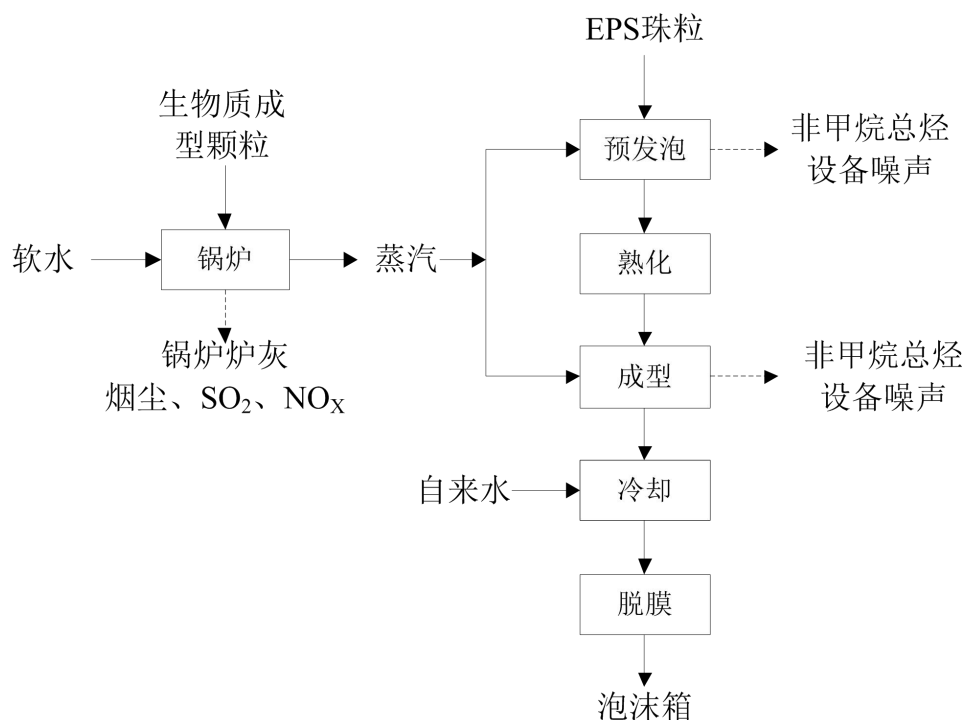 EPS珠粒
生物质成
型颗粒
预发泡
非甲烷总烃
设备噪声
软水
锅炉
蒸汽
熟化
锅炉炉灰
烟尘、SO₂、NOX
成型
非甲烷总烃
设备噪声
自来水
冷却
脱膜
泡沫箱